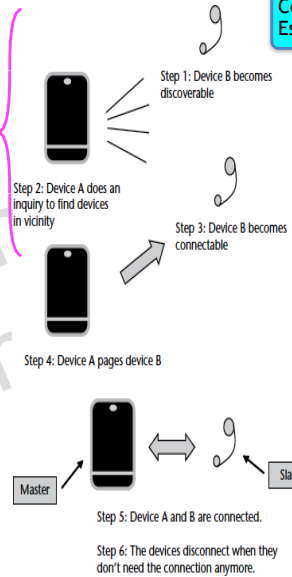 Step 1: Device B becomes
discoverable
Step 2: Device A does an
inquiry to find devices
in vicinity
Step 3: Device B becomes
connectable
Step 4: Device A pages device B
Master
Step 5: Device A and B are connected.
Step 6: The devices disconnect when they
don't need the connection anymore.